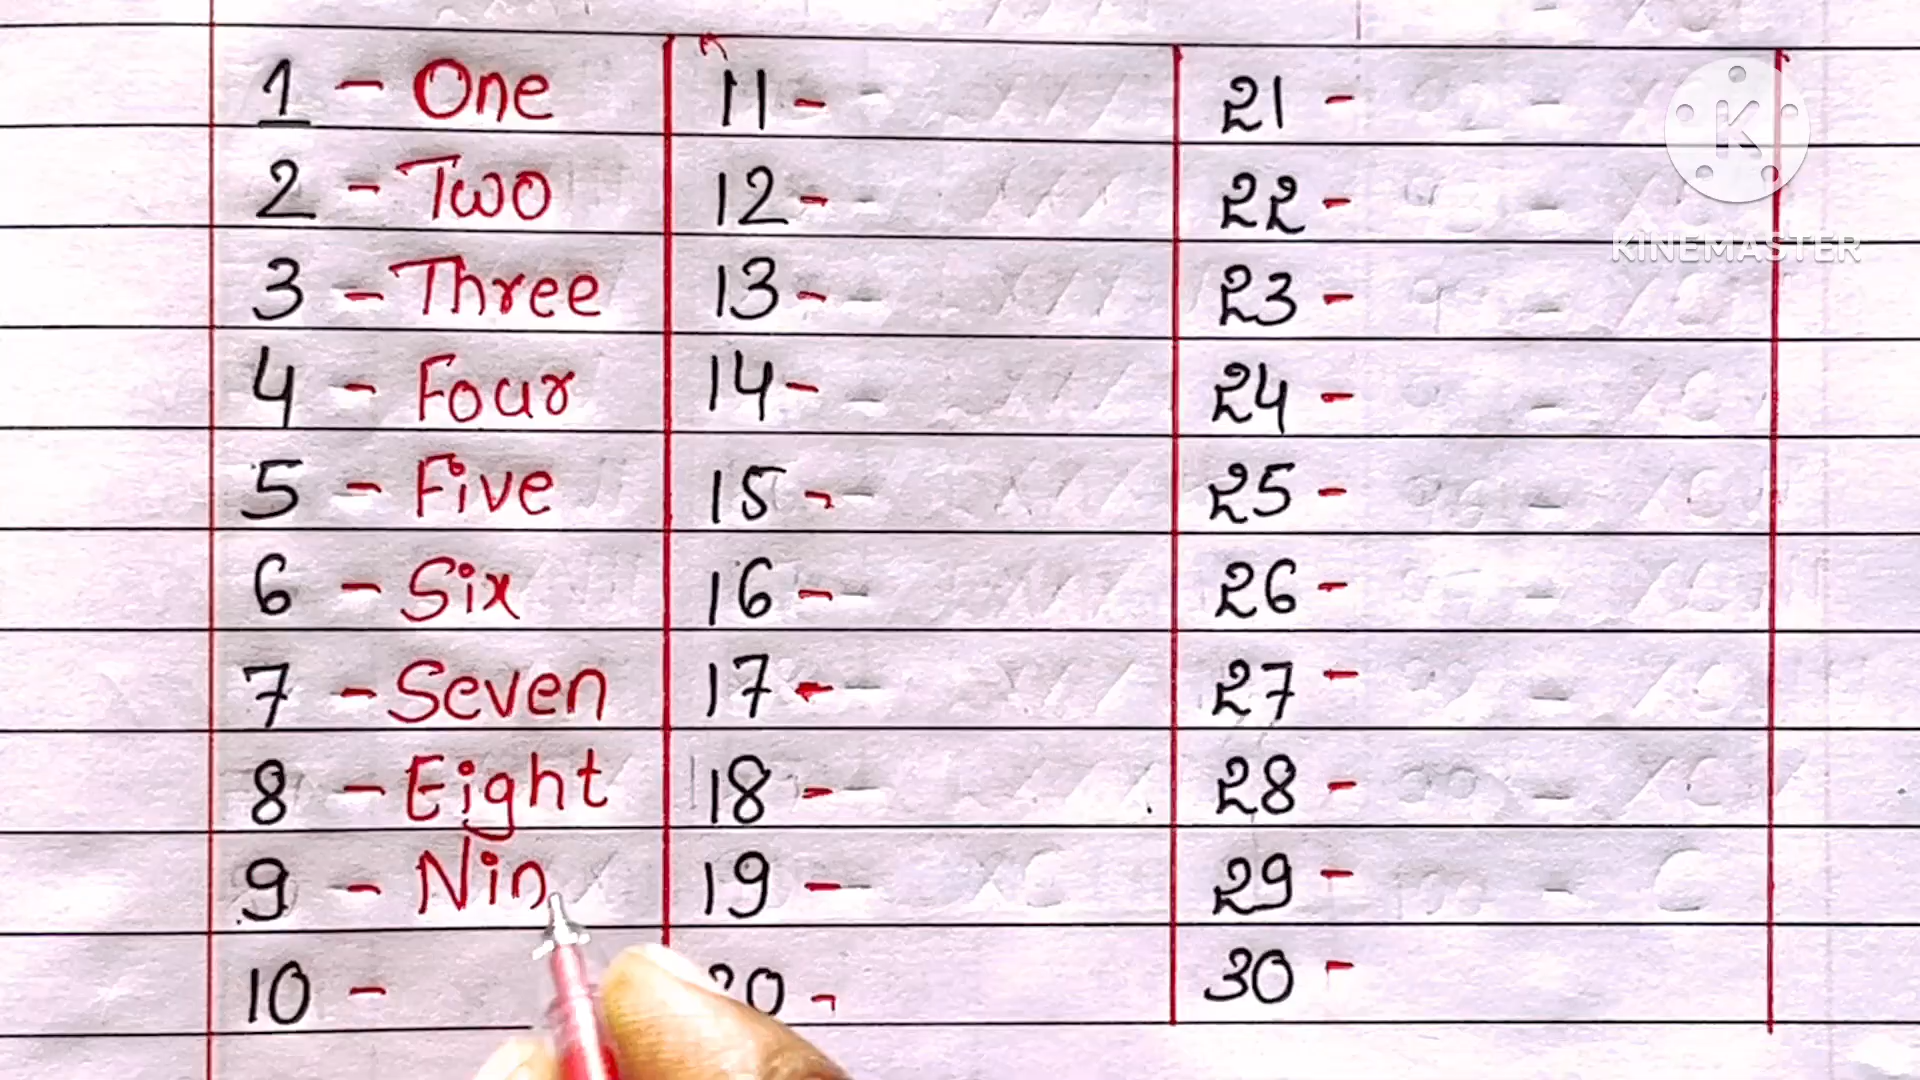 1 - One
2 - Two
3 - Three
4 - Four
5 - Five
6 - Six
7 - Seven
8 - Eight
9 - Nin
10 -
11 -
12 -
13 -
14 -
15 -
16 -
17 -
18 -
19 -
20 -
21 -
22 -
23 -
24 -
25 -
26 -
27 -
28 -
29 -
30 -
K
KINEMASTER